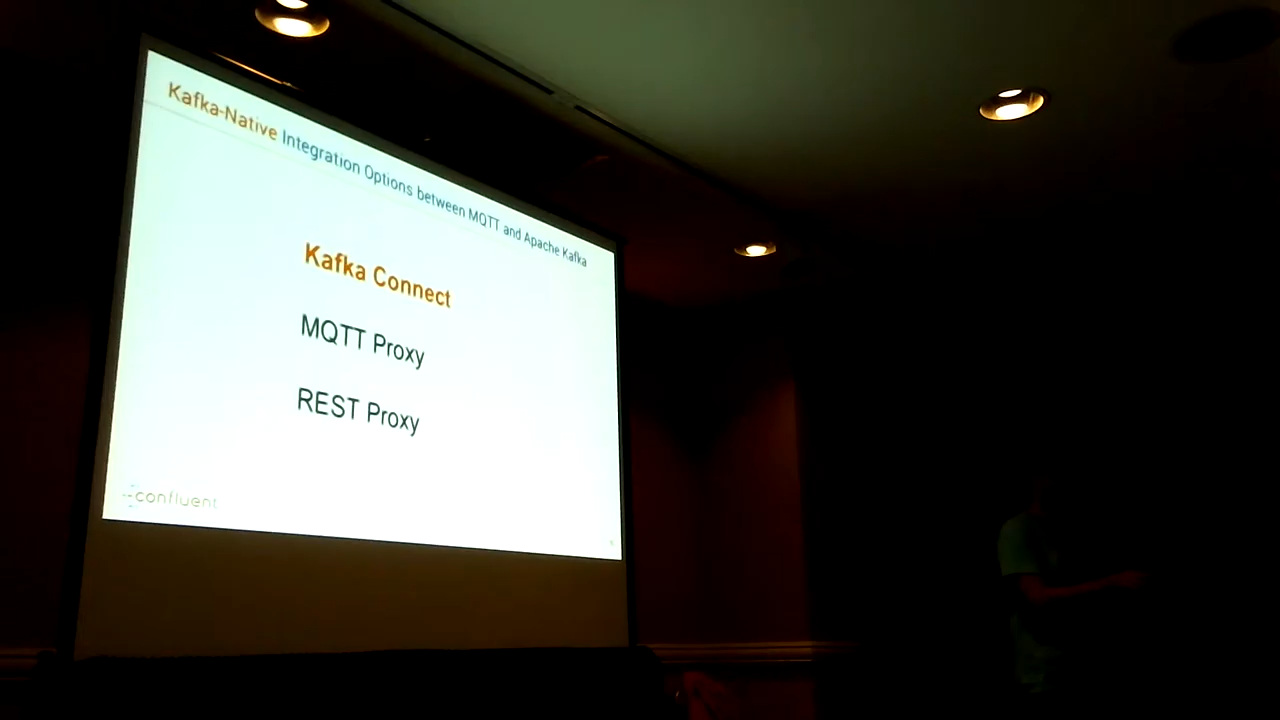 Kafka-Native Integration Options between MQTT and Apache Kafka
Kafka Connect
MQTT Proxy
REST Proxy
confluent